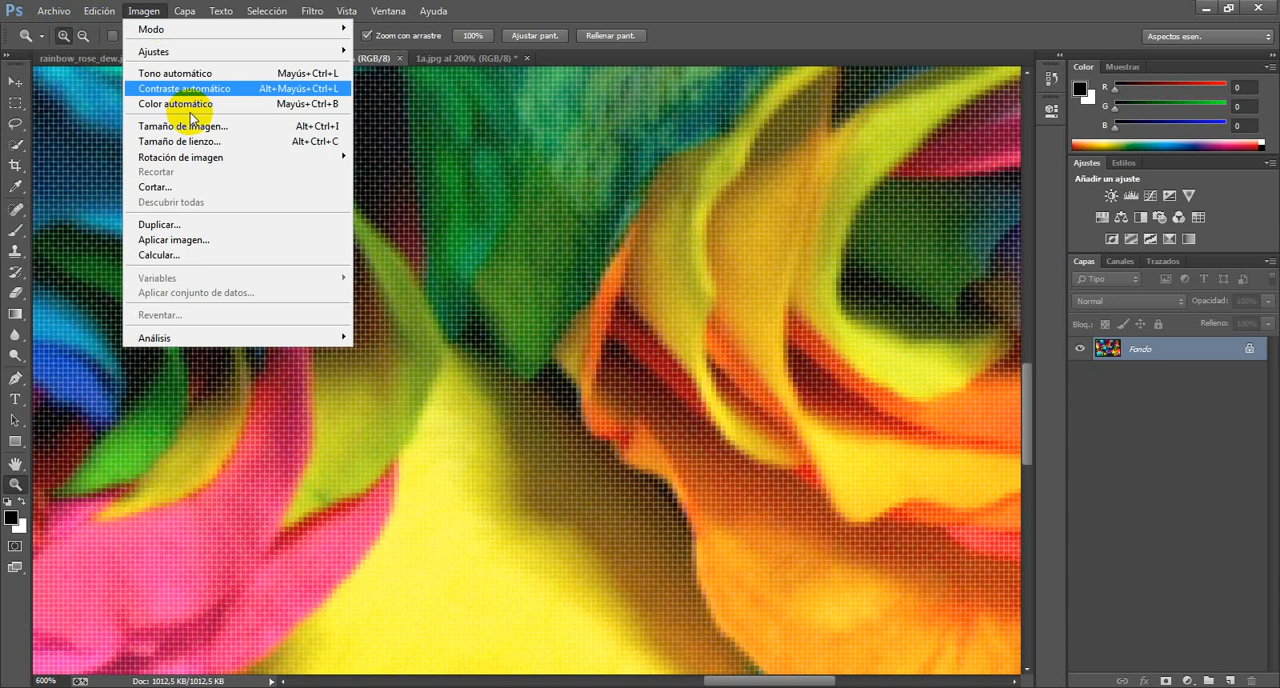 Ps Archivo Edición Imagen Capa Texto Selección Filtro Vista Ventana Ayuda
Zoom con arrastre 100% Ajustar pant. Rellenar pant. Aspectos esen.
rainbow_rose_dew.j (RGB/8) × 1a.jpg al 200% (RGB/8) * ×
Modo
Ajustes
Tono automático Mayús+Ctrl+L
Contraste automático Alt+Mayús+Ctrl+L
Color automático Mayús+Ctrl+B
Tamaño de imagen... Alt+Ctrl+I
Tamaño de lienzo... Alt+Ctrl+C
Rotación de imagen
Recortar
Cortar...
Descubrir todas
Duplicar...
Aplicar imagen...
Calcular...
Variables
Aplicar conjunto de datos...
Reventar...
Análisis
Color Muestras
R 0
G 0
B 0
Ajustes Estilos
Añadir un ajuste
Capas Canales Trazados
Tipo
Normal Opacidad: 100%
Bloq.: Relleno: 100%
Fondo
600% Doc: 1012,5 KB/1012,5 KB